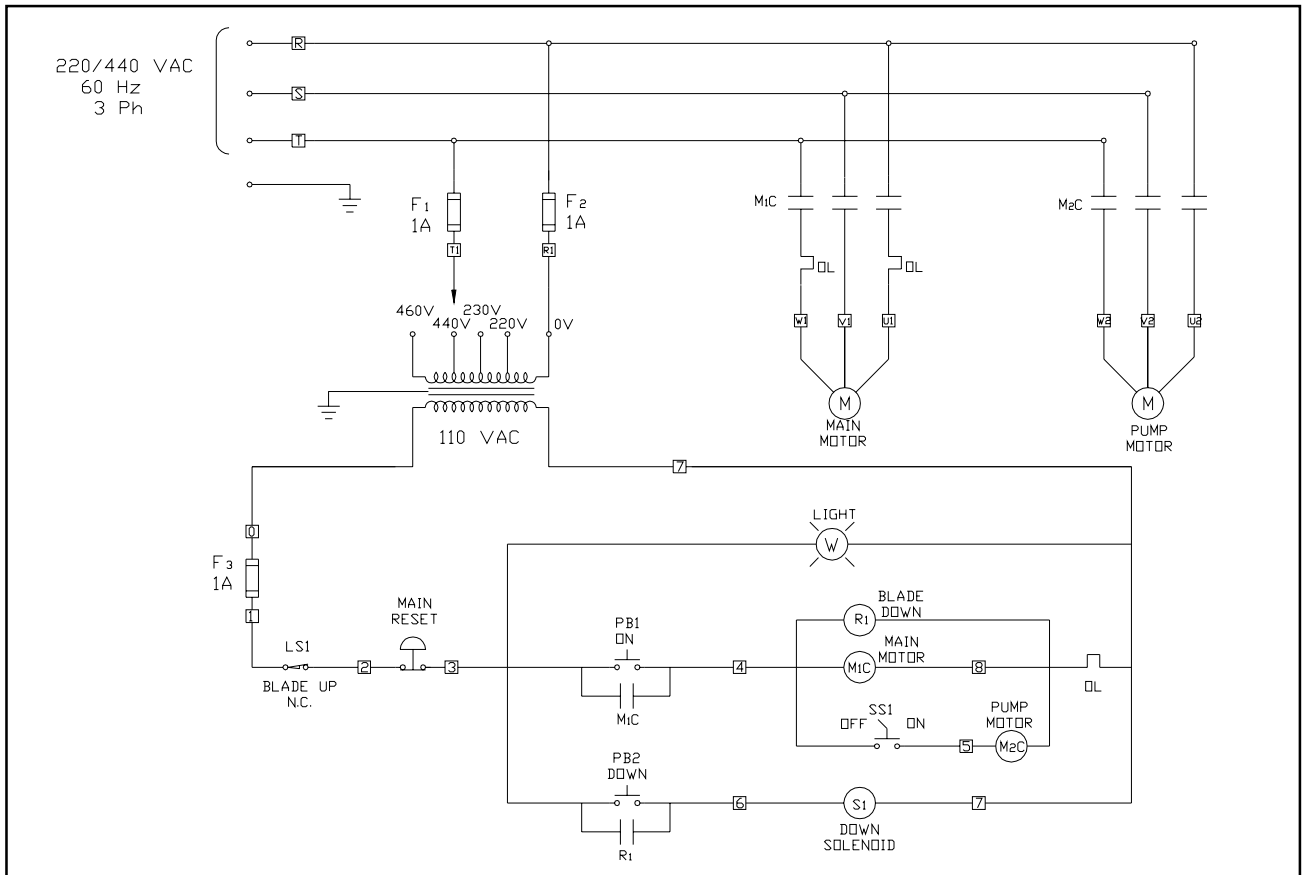 R
220/440 VAC
60 Hz
3 Ph
S
T
F1
1A
F2
1A
T1
R1
M1C
M2C
OL
OL
460V
440V
230V
220V
0V
W1
V1
U1
W2
V2
U2
M
MAIN
MOTOR
M
PUMP
MOTOR
110 VAC
7
LIGHT
W
0
F3
1A
1
MAIN
RESET
LS1
BLADE UP
N.C.
2
3
PB1
ON
M1C
4
BLADE
DOWN
R1
MAIN
MOTOR
M1C
8
OL
SS1
OFF
ON
5
PUMP
MOTOR
M2C
PB2
DOWN
R1
6
S1
DOWN
SOLENOID
7